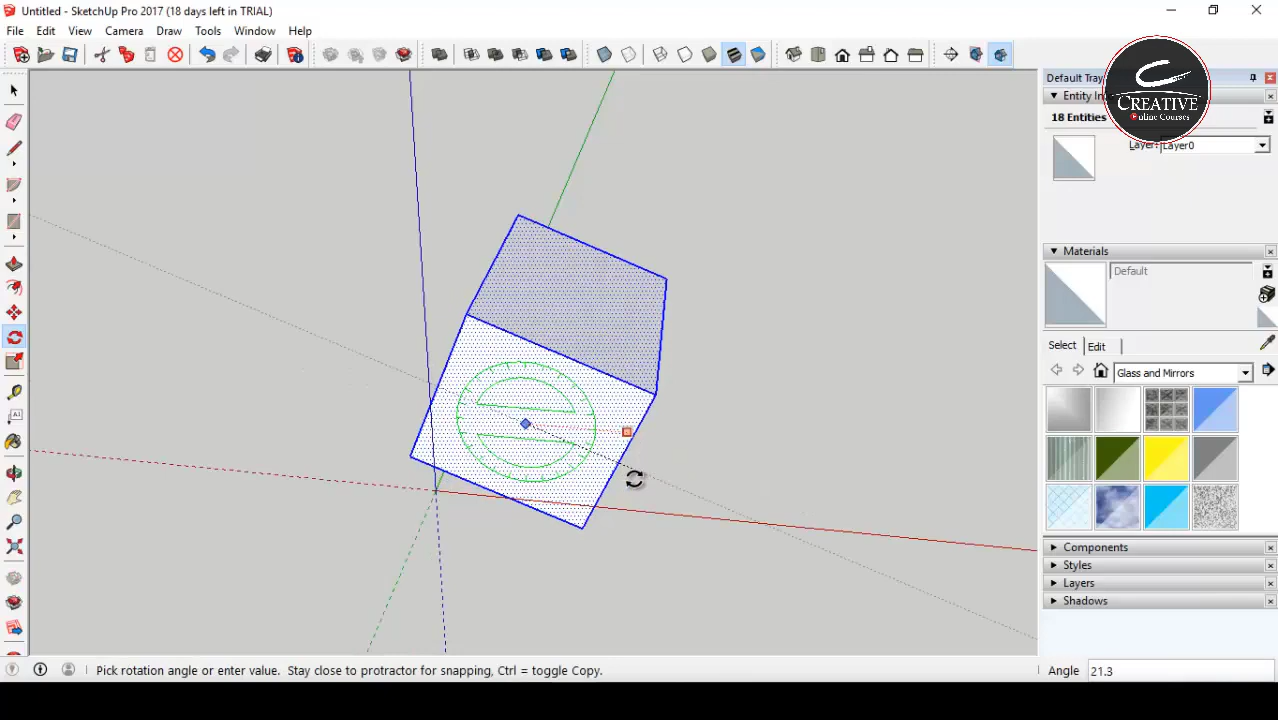 Untitled - SketchUp Pro 2017 (18 days left in TRIAL)
File Edit View Camera Draw Tools Window Help
Default Tray
Entity In
CREATIVE
Online Courses
18 Entities
Layer: Layer0
Materials
Default
Select Edit
Glass and Mirrors
Components
Styles
Layers
Shadows
Pick rotation angle or enter value. Stay close to protractor for snapping, Ctrl = toggle Copy.
Angle 21.3